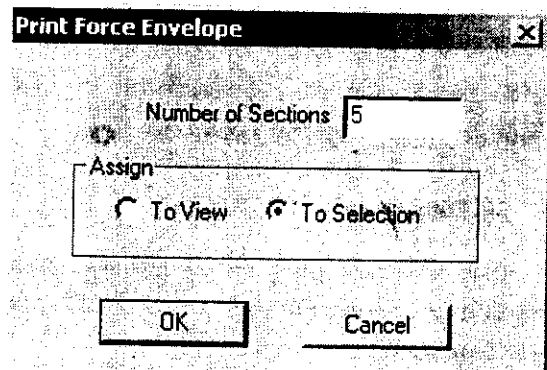 Print Force Envelope
Number of Sections 5
Assign
To View To Selection
OK Cancel